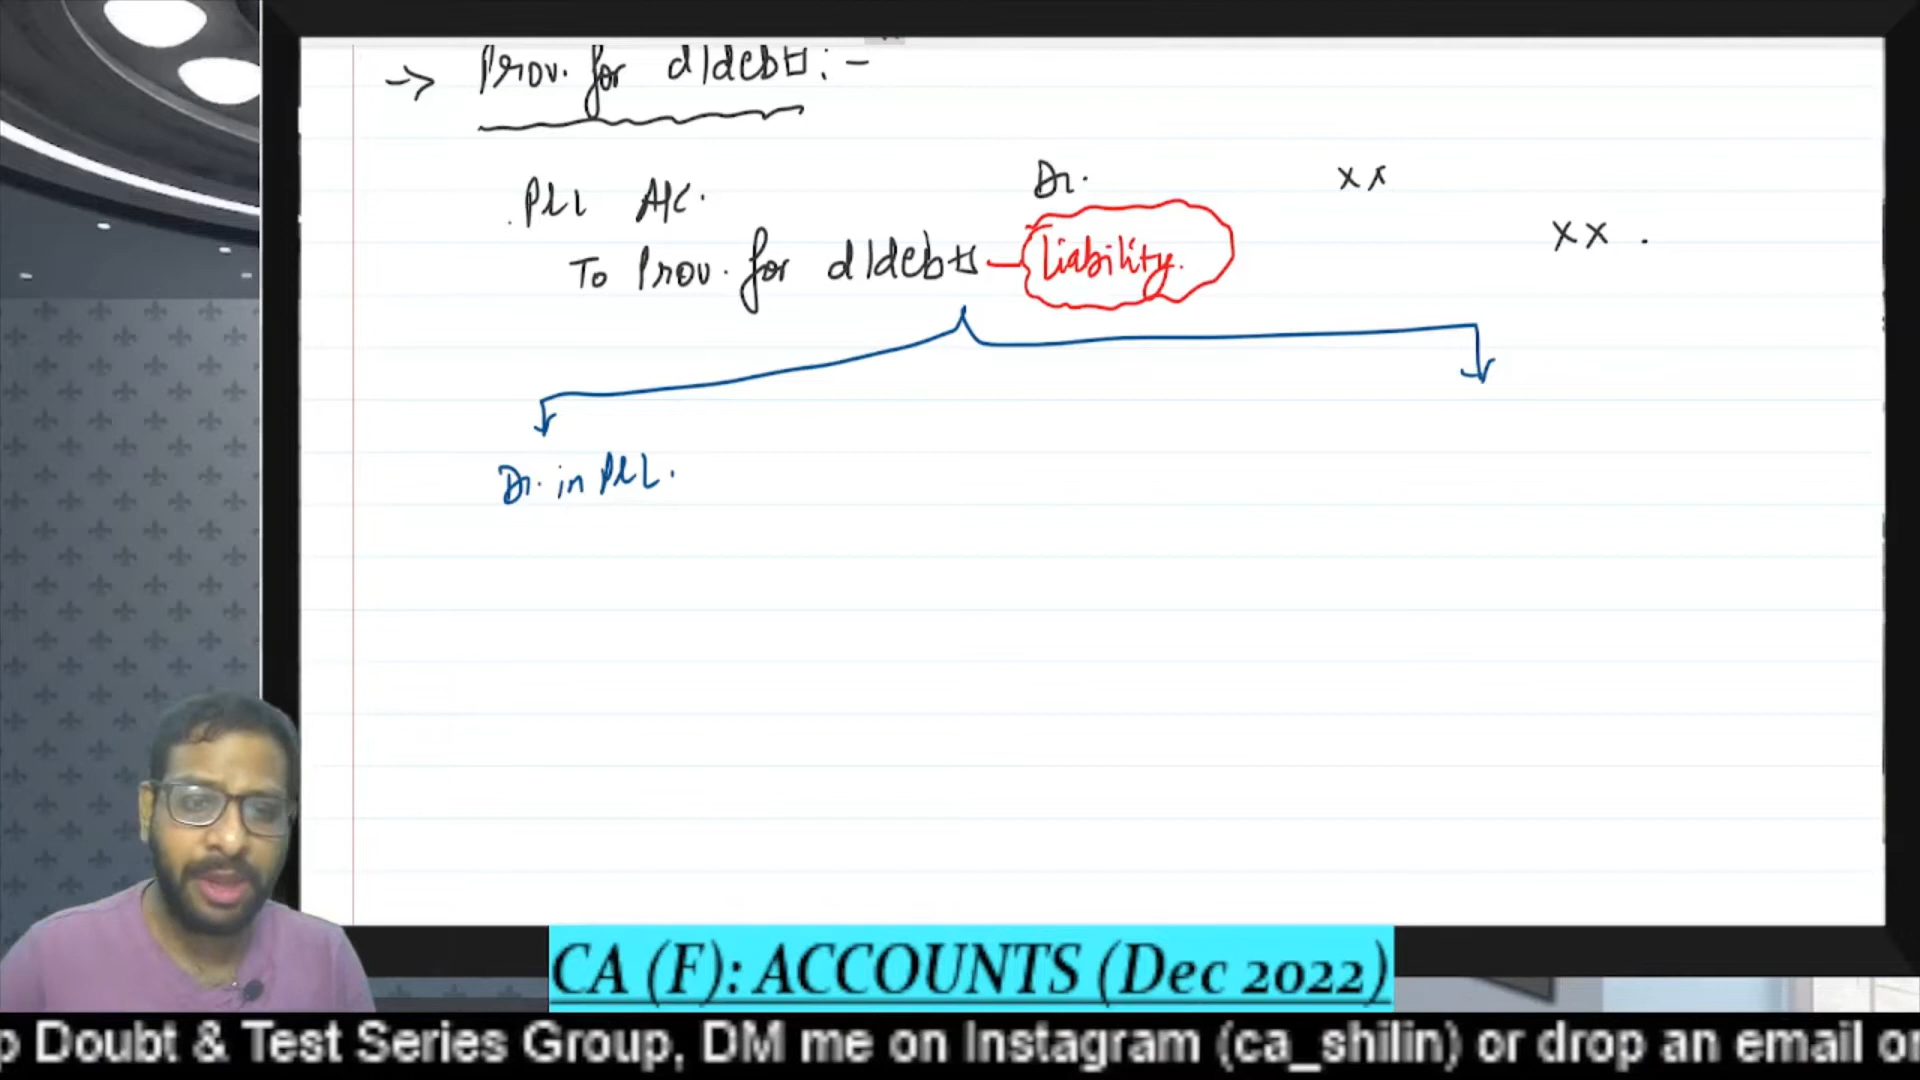 -> Prov. for d/debts:-
P&L A/c. Dr. xx
To Prov. for d/debts - liability. xx.
Dr. in P&L.
CA (F): ACCOUNTS (Dec 2022)
Doubt & Test Series Group, DM me on Instagram (ca_shilin) or drop an email